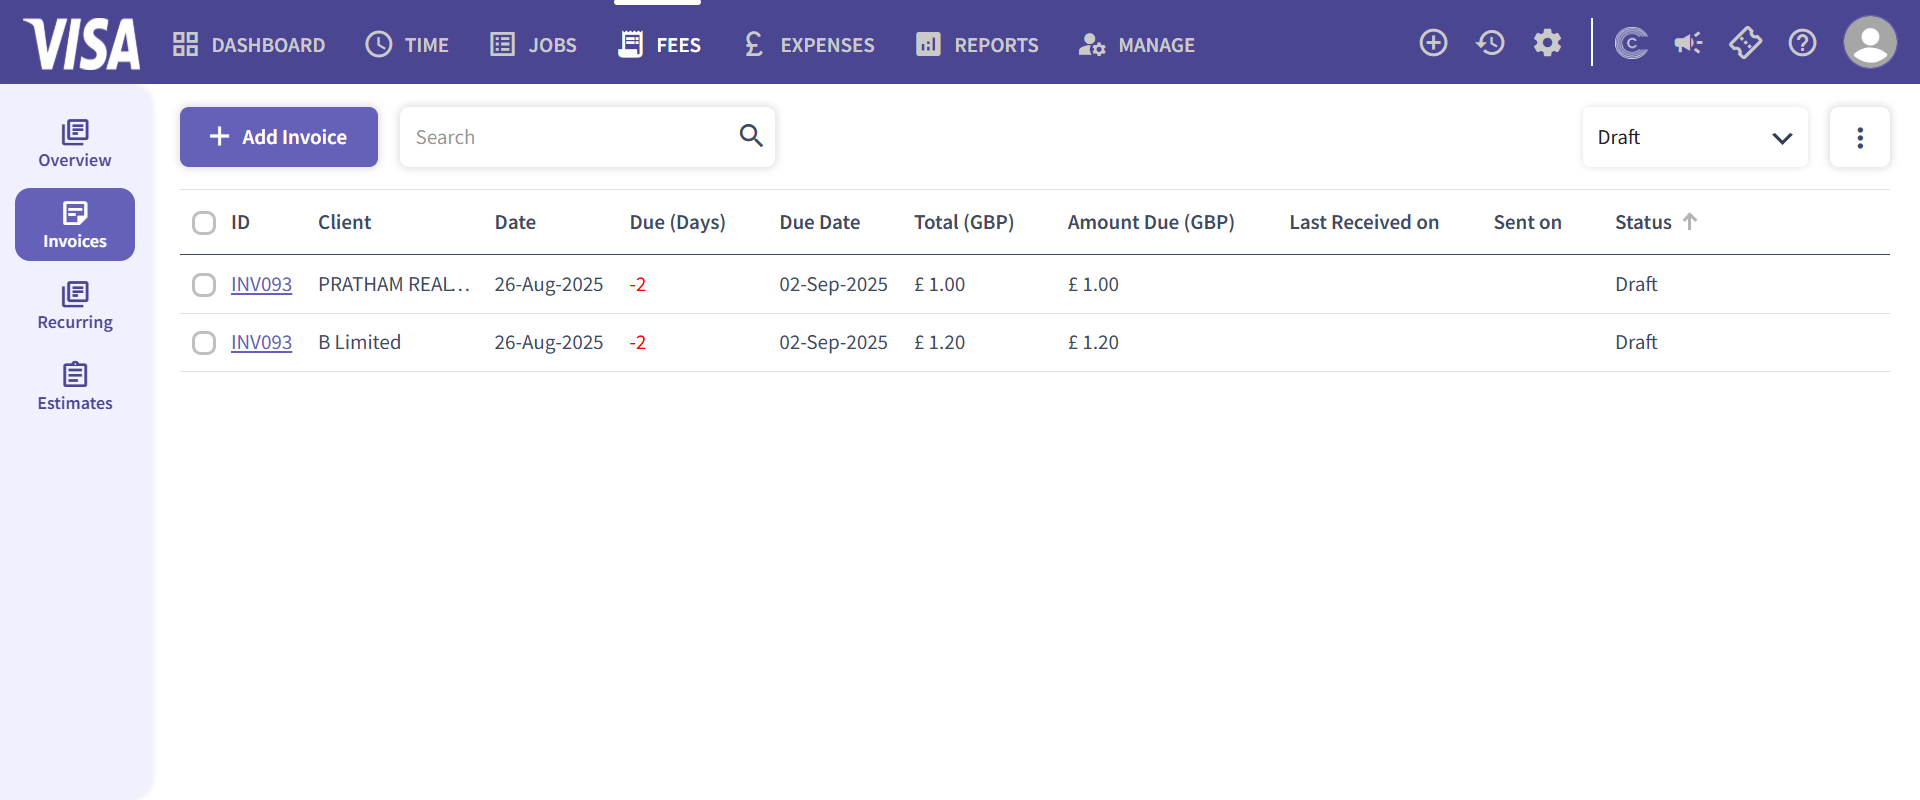 VISA
DASHBOARD TIME JOBS FEES £ EXPENSES REPORTS MANAGE
Overview
Invoices
Recurring
Estimates
+ Add Invoice Search Draft
ID Client Date Due (Days) Due Date Total (GBP) Amount Due (GBP) Last Received on Sent on Status
INV093 PRATHAM REAL... 26-Aug-2025 -2 02-Sep-2025 £ 1.00 £ 1.00 Draft
INV093 B Limited 26-Aug-2025 -2 02-Sep-2025 £ 1.20 £ 1.20 Draft